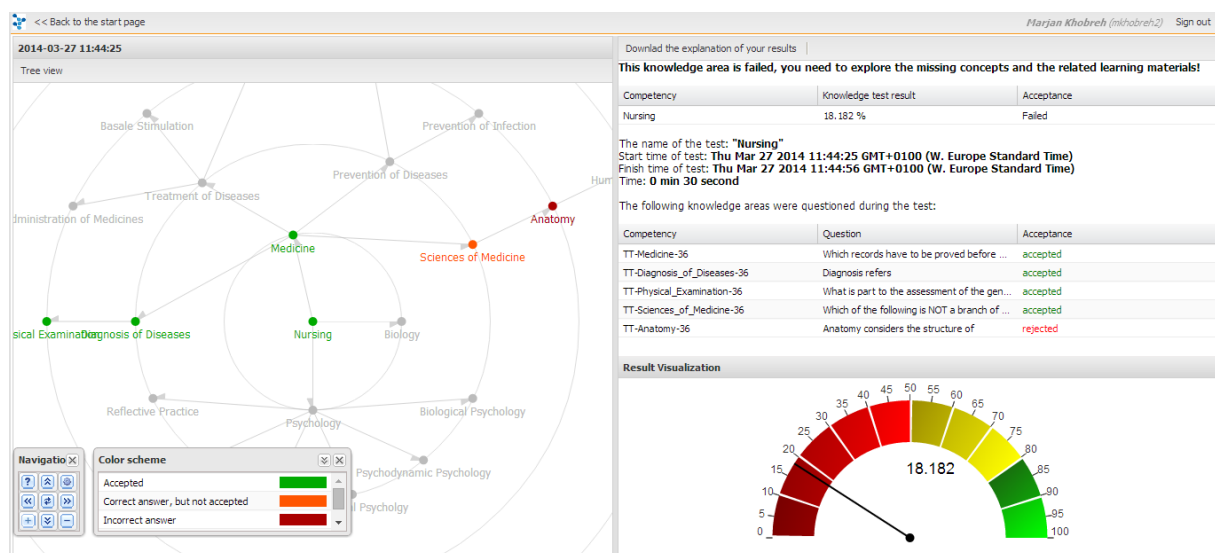 << Back to the start page
Marjan Khobreh (mkhobreh2) Sign out
2014-03-27 11:44:25
Tree view
Basale Stimulation
Prevention of Infection
Prevention of Diseases
Treatment of Diseases
dministration of Medicines
Hum
Anatomy
Medicine
Sciences of Medicine
sical Examination
Diagnosis of Diseases
Nursing
Biology
Reflective Practice
Biological Psychology
Psychology
Psychodynamic Psychology
l Psychology
Navigatio
Color scheme
Accepted
Correct answer, but not accepted
Incorrect answer
Downlad the explanation of your results
This knowledge area is failed, you need to explore the missing concepts and the related learning materials!
Competency Knowledge test result Acceptance
Nursing 18.182 % Failed
The name of the test: "Nursing"
Start time of test: Thu Mar 27 2014 11:44:25 GMT+0100 (W. Europe Standard Time)
Finish time of test: Thu Mar 27 2014 11:44:56 GMT+0100 (W. Europe Standard Time)
Time: 0 min 30 second
The following knowledge areas were questioned during the test:
Competency Question Acceptance
TT-Medicine-36 Which records have to be proved before ... accepted
TT-Diagnosis_of_Diseases-36 Diagnosis refers accepted
TT-Physical_Examination-36 What is part to the assessment of the gen... accepted
TT-Sciences_of_Medicine-36 Which of the following is NOT a branch of ... accepted
TT-Anatomy-36 Anatomy considers the structure of rejected
Result Visualization
0
5
10
15
20
25
30
35
40
45
50
55
60
65
70
75
80
85
90
95
100
18.182